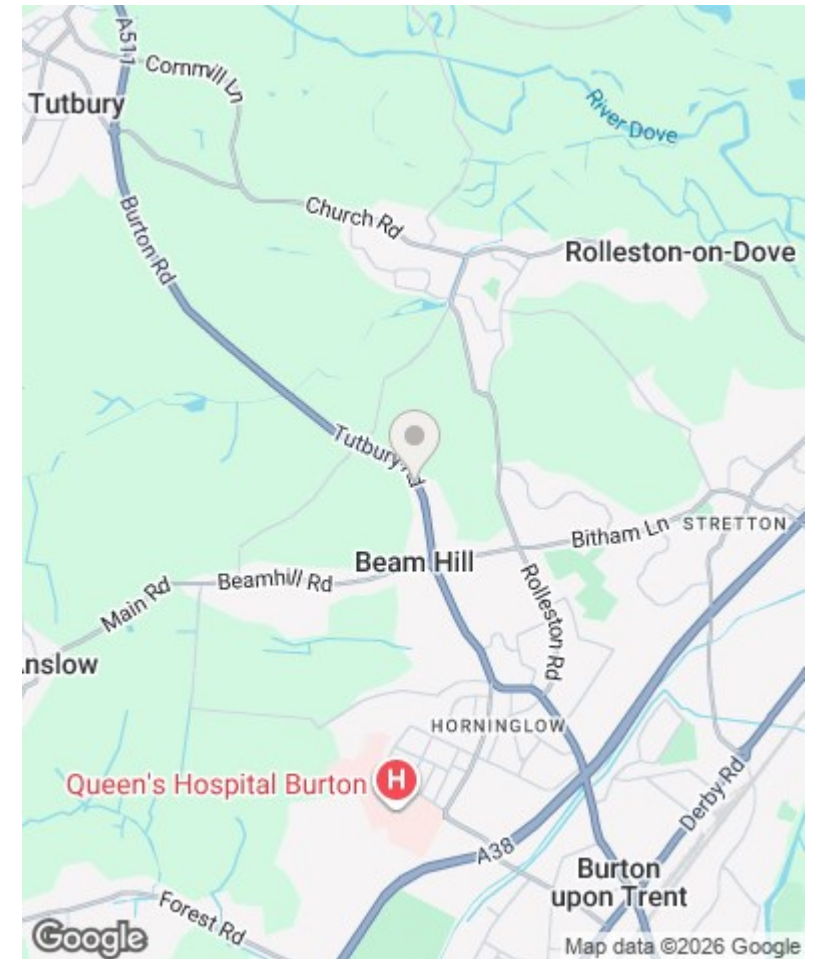 A511
Cornmill Ln
Tutbury
River Dove
Burton Rd
Church Rd
Rolleston-on-Dove
Tutbury Rd
Bitham Ln
STRETTON
Beam Hill
Beamhill Rd
Main Rd
Rolleston Rd
nslow
HORNINGLOW
Queen's Hospital Burton
H
Derby Rd
A38
Burton
upon Trent
Forest Rd
Google
Map data ©2026 Google